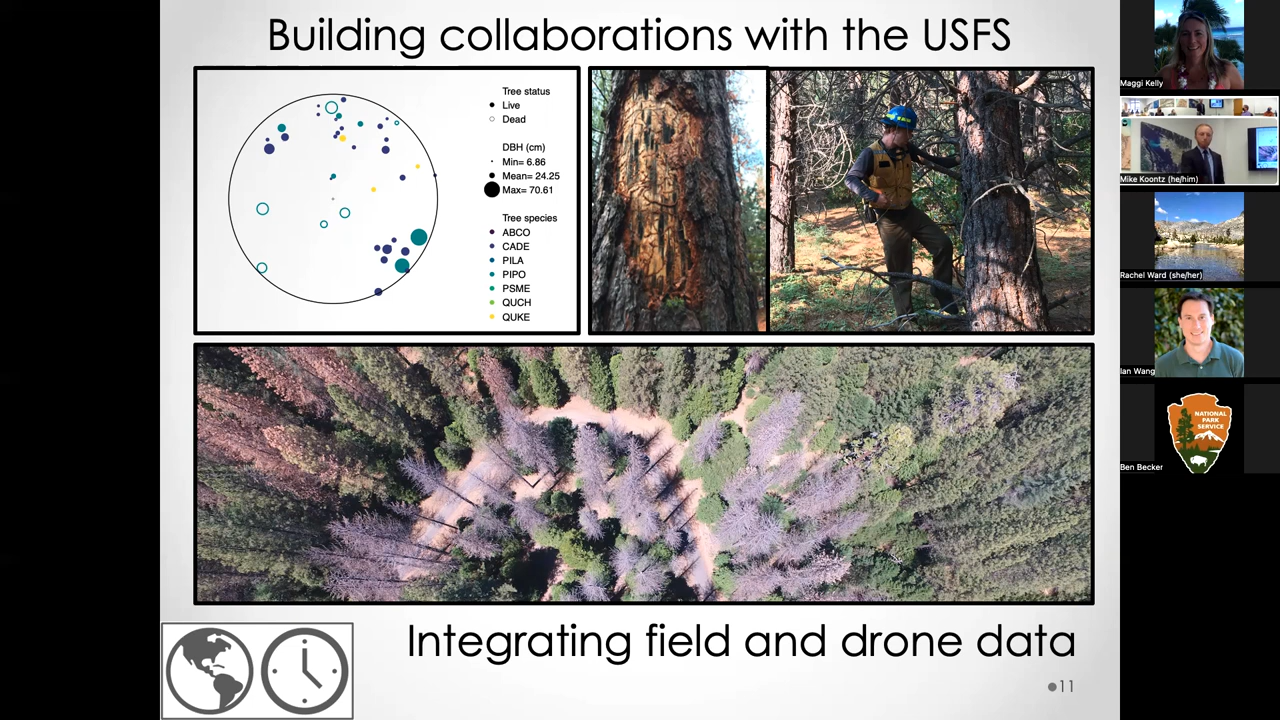 Building collaborations with the USFS
Tree status
Live
Dead
DBH (cm)
Min= 6.86
Mean= 24.25
Max= 70.61
Tree species
ABCO
CADE
PILA
PIPO
PSME
QUCH
QUKE
Integrating field and drone data
11
Maggi Kelly
Mike Koontz (he/him)
Rachel Ward (she/her)
Ian Wang
NATIONAL
PARK
SERVICE
Ben Becker